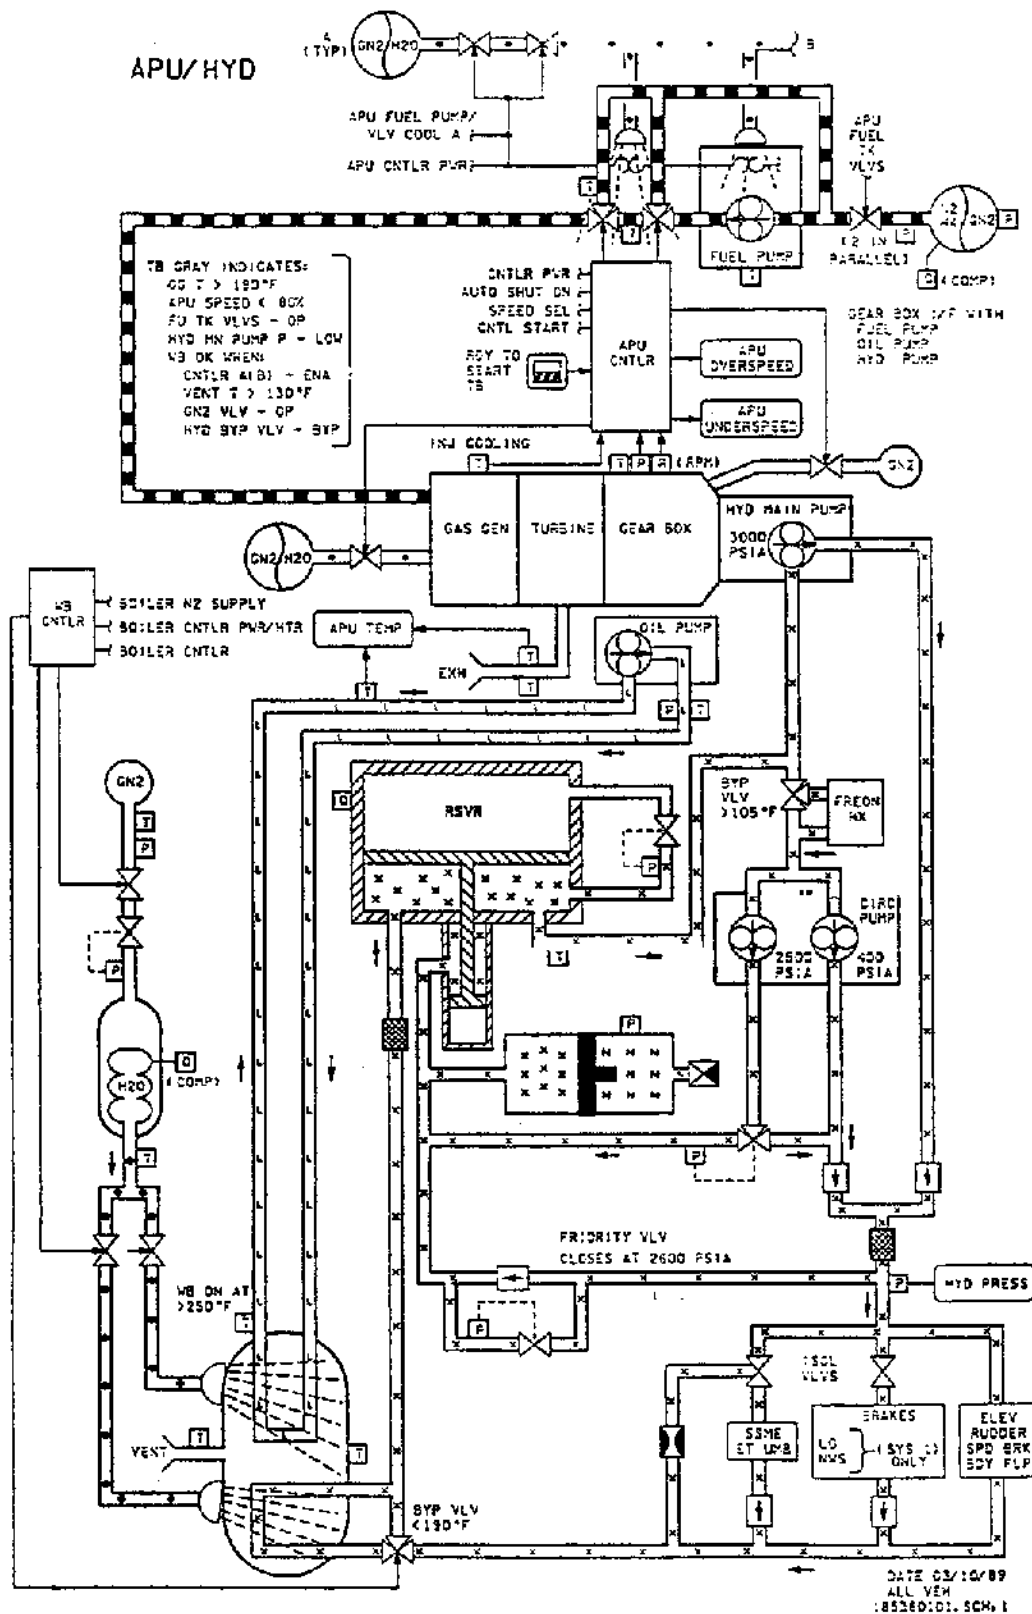 A
(TYP)
GN2/H2O
B
APU/HYD
APU FUEL PUMP/
VLV COOL A
APU CNTLR PWR
APU
FUEL
TK
VLVS
GN2
P
T
T
P
FUEL PUMP
T
(2 IN
PARALLEL)
Q
(COMP)
TB GRAY INDICATES:
GG T > 190°F
APU SPEED < 80%
FU TK VLVS - OP
HYD MN PUMP P - LOW
WB OK WHEN:
CNTLR A(B) - ENA
VENT T > 130°F
GN2 VLV - OP
HYD BYP VLV - BYP
CNTLR PWR
AUTO SHUT DN
SPEED SEL
CNTL START
RDY TO
START
TB
APU
CNTLR
APU
OVERSPEED
APU
UNDERSPEED
GEAR BOX I/F WITH
FUEL PUMP
OIL PUMP
HYD PUMP
INJ COOLING
T
T
P
R
(RPM)
GN2
GAS GEN
TURBINE
GEAR BOX
HYD MAIN PUMP
3000
PSIA
GN2/H2O
WB
CNTLR
BOILER N2 SUPPLY
BOILER CNTLR PWR/HTR
BOILER CNTLR
APU TEMP
T
EXH
T
T
OIL PUMP
P
T
GN2
T
P
Q
RSVR
P
BYP
VLV
>105°F
FREON
HX
CIRC
PUMP
2500
PSIA
400
PSIA
T
P
H2O
Q
(COMP)
T
P
P
PRIORITY VLV
CLOSES AT 2600 PSIA
P
HYD PRESS
P
WB ON AT
>250°F
T
ISOL
VLVS
VENT
T
T
SSME
ET UMB
BRAKES
LG
NWS
(SYS 1)
ONLY
ELEV
RUDDER
SPD BRK
BDY FLP
BYP VLV
<190°F
DATE 03/10/89
ALL VEH